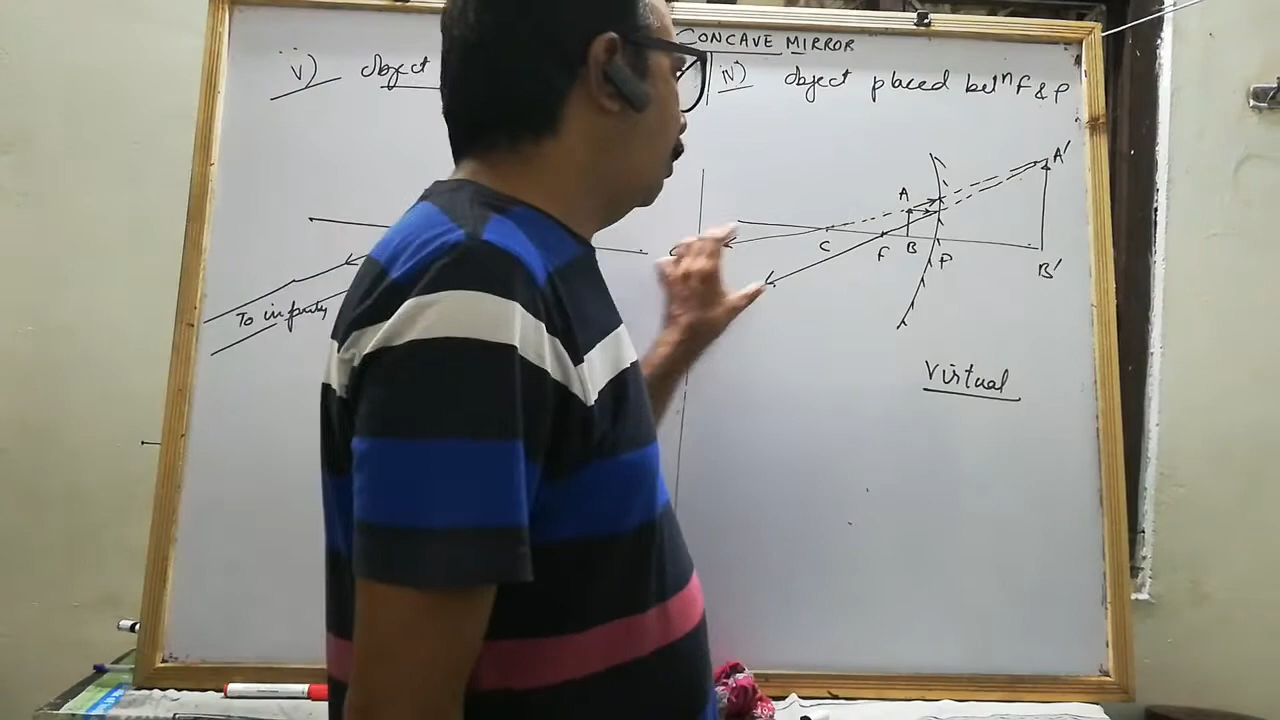 CONCAVE MIRROR
v) object
To infinity
iv) object placed betn F & P
A'
A
C
F
B
P
B'
Virtual